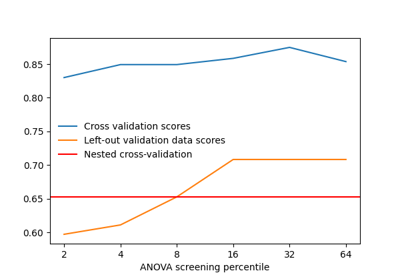 0.85
0.80
0.75
0.70
0.65
0.60
Cross validation scores
Left-out validation data scores
Nested cross-validation
2 4 8 16 32 64
ANOVA screening percentile